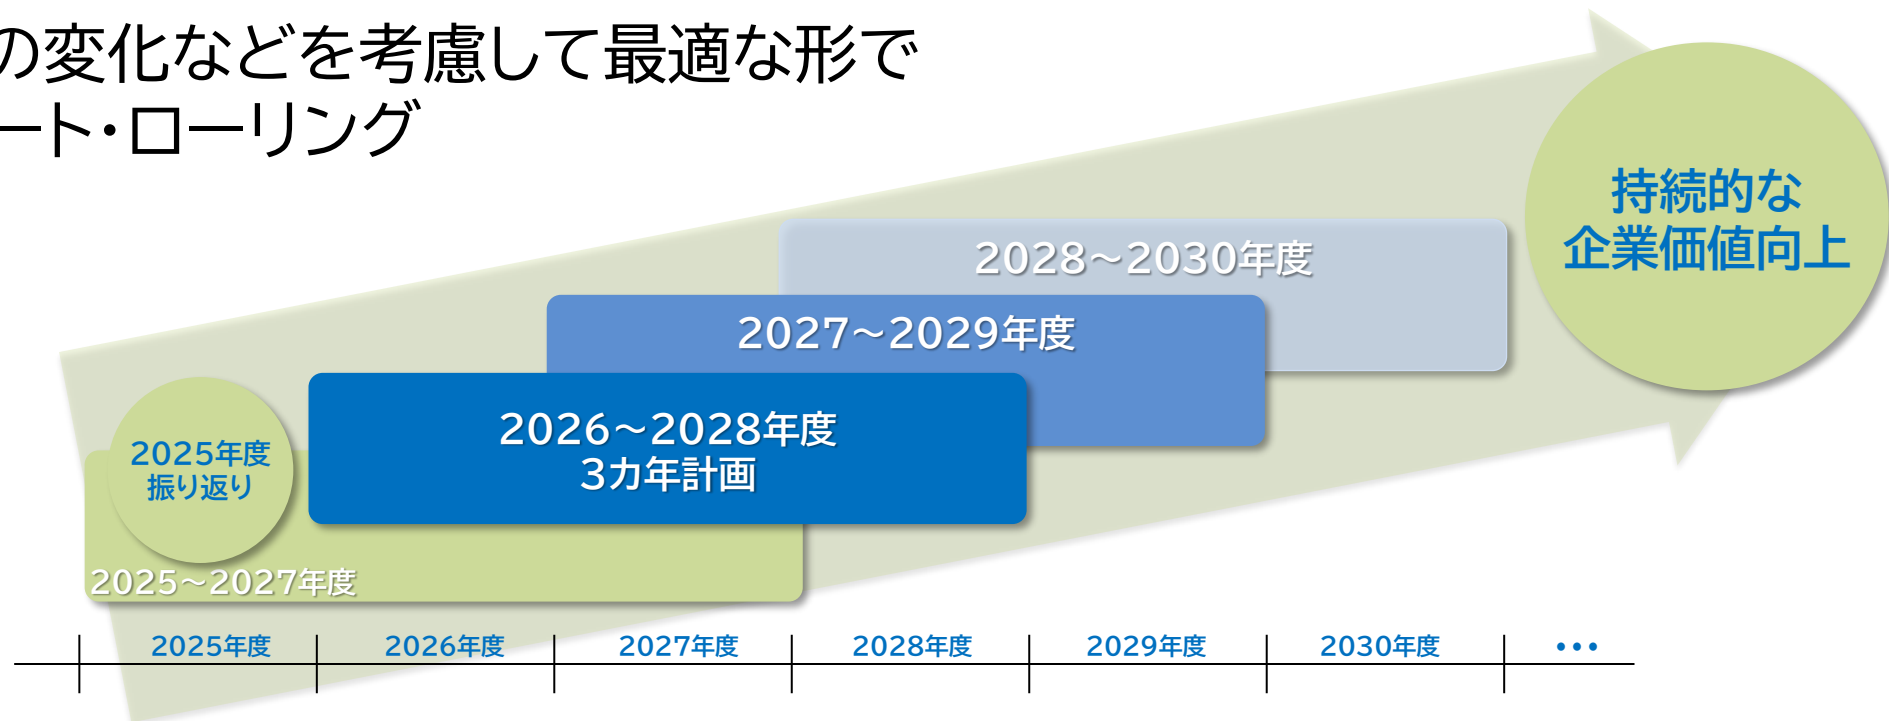 の変化などを考慮して最適な形で
ート・ローリング
持続的な
企業価値向上
2028～2030年度
2027～2029年度
2026～2028年度
3カ年計画
2025年度
振り返り
2025～2027年度
2025年度 2026年度 2027年度 2028年度 2029年度 2030年度 •••